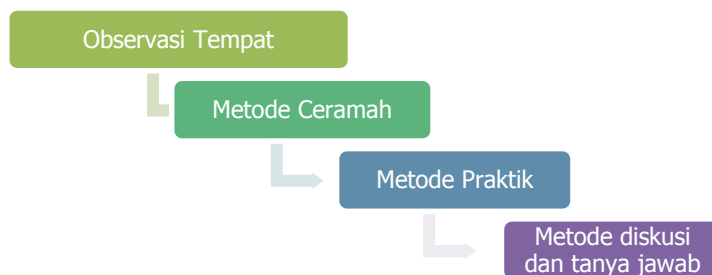 Observasi Tempat
Metode Ceramah
Metode Praktik
Metode diskusi
dan tanya jawab